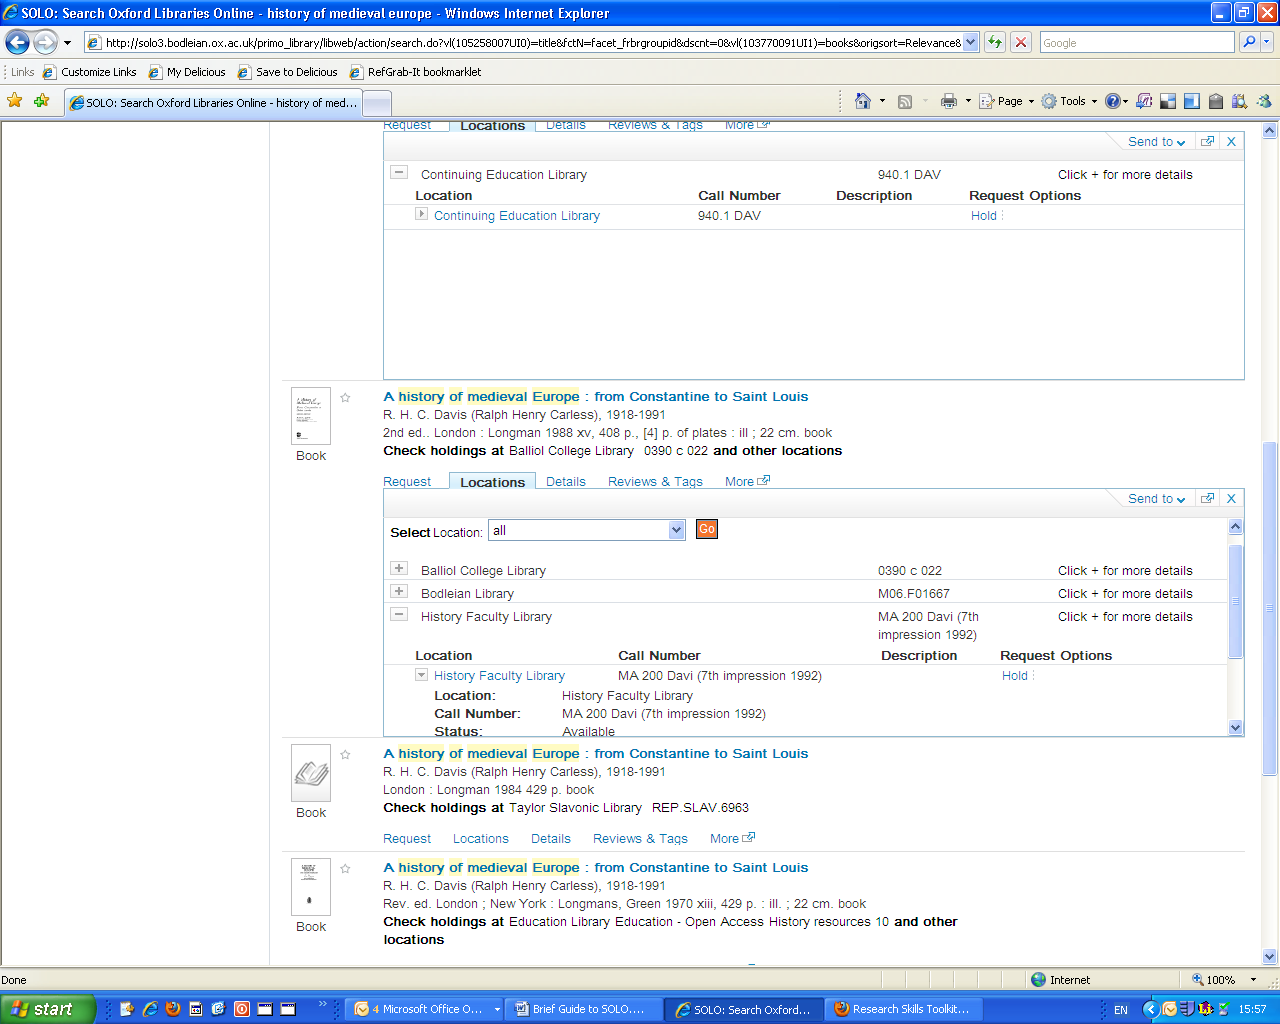 SOLO: Search Oxford Libraries Online - history of medieval europe - Windows Internet Explorer
http://solo3.bodleian.ox.ac.uk/primo_library/libweb/action/search.do?vl(105258007UI0)=title&fctN=facet_frbrgroupid&dscnt=0&vl(103770091UI1)=books&origsort=Relevance& Google
Links Customize Links My Delicious Save to Delicious RefGrab-It bookmarklet
SOLO: Search Oxford Libraries Online - history of med... Page Tools
Request Locations Details Reviews & Tags More
Send to X
Continuing Education Library 940.1 DAV Click + for more details
Location Call Number Description Request Options
Continuing Education Library 940.1 DAV Hold
A history of medieval Europe : from Constantine to Saint Louis
R. H. C. Davis (Ralph Henry Carless), 1918-1991
2nd ed.. London : Longman 1988 xv, 408 p., [4] p. of plates : ill ; 22 cm. book
Check holdings at Balliol College Library 0390 c 022 and other locations
Book
Request Locations Details Reviews & Tags More
Send to X
Select Location: all Go
Balliol College Library 0390 c 022 Click + for more details
Bodleian Library M06.F01667 Click + for more details
History Faculty Library MA 200 Davi (7th impression 1992) Click + for more details
Location Call Number Description Request Options
History Faculty Library MA 200 Davi (7th impression 1992) Hold
Location: History Faculty Library
Call Number: MA 200 Davi (7th impression 1992)
Status: Available
A history of medieval Europe : from Constantine to Saint Louis
R. H. C. Davis (Ralph Henry Carless), 1918-1991
London : Longman 1984 429 p. book
Check holdings at Taylor Slavonic Library REP.SLAV.6963
Book
Request Locations Details Reviews & Tags More
A history of medieval Europe : from Constantine to Saint Louis
R. H. C. Davis (Ralph Henry Carless), 1918-1991
Rev. ed. London ; New York : Longmans, Green 1970 xiii, 429 p. : ill. ; 22 cm. book
Check holdings at Education Library Education - Open Access History resources 10 and other
locations
Book
Done Internet 100%
start 4 Microsoft Office O... Brief Guide to SOLO.... SOLO: Search Oxford... Research Skills Toolkit... EN 15:57